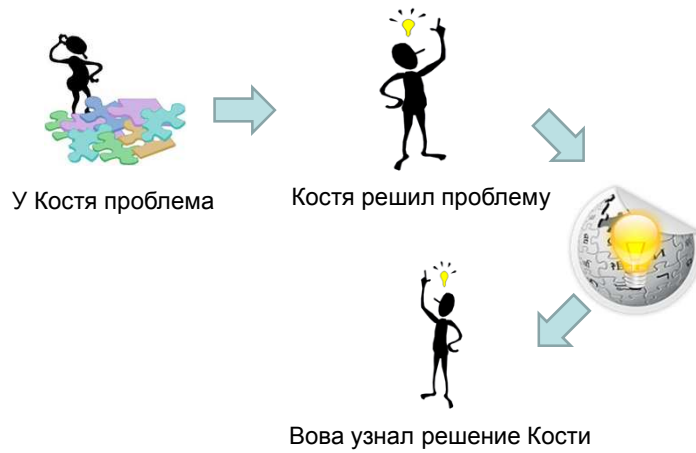 У Костя проблема
Костя решил проблему
Вова узнал решение Кости